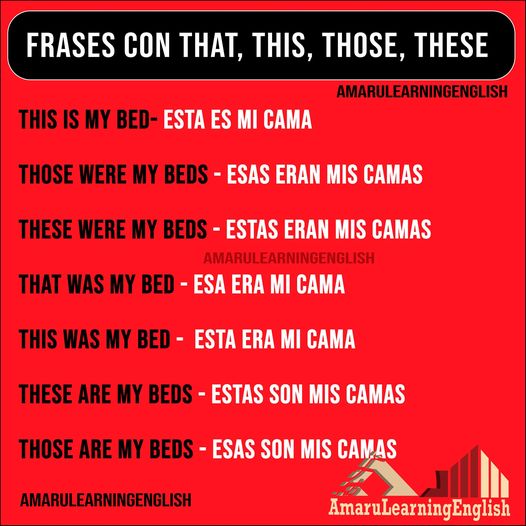 FRASES CON THAT, THIS, THOSE, THESE
AMARULEARNINGENGLISH
THIS IS MY BED- ESTA ES MI CAMA
THOSE WERE MY BEDS - ESAS ERAN MIS CAMAS
THESE WERE MY BEDS - ESTAS ERAN MIS CAMAS
AMARULEARNINGENGLISH
THAT WAS MY BED - ESA ERA MI CAMA
THIS WAS MY BED - ESTA ERA MI CAMA
THESE ARE MY BEDS - ESTAS SON MIS CAMAS
THOSE ARE MY BEDS - ESAS SON MIS CAMAS
AMARULEARNINGENGLISH
AmaruLearningEnglish